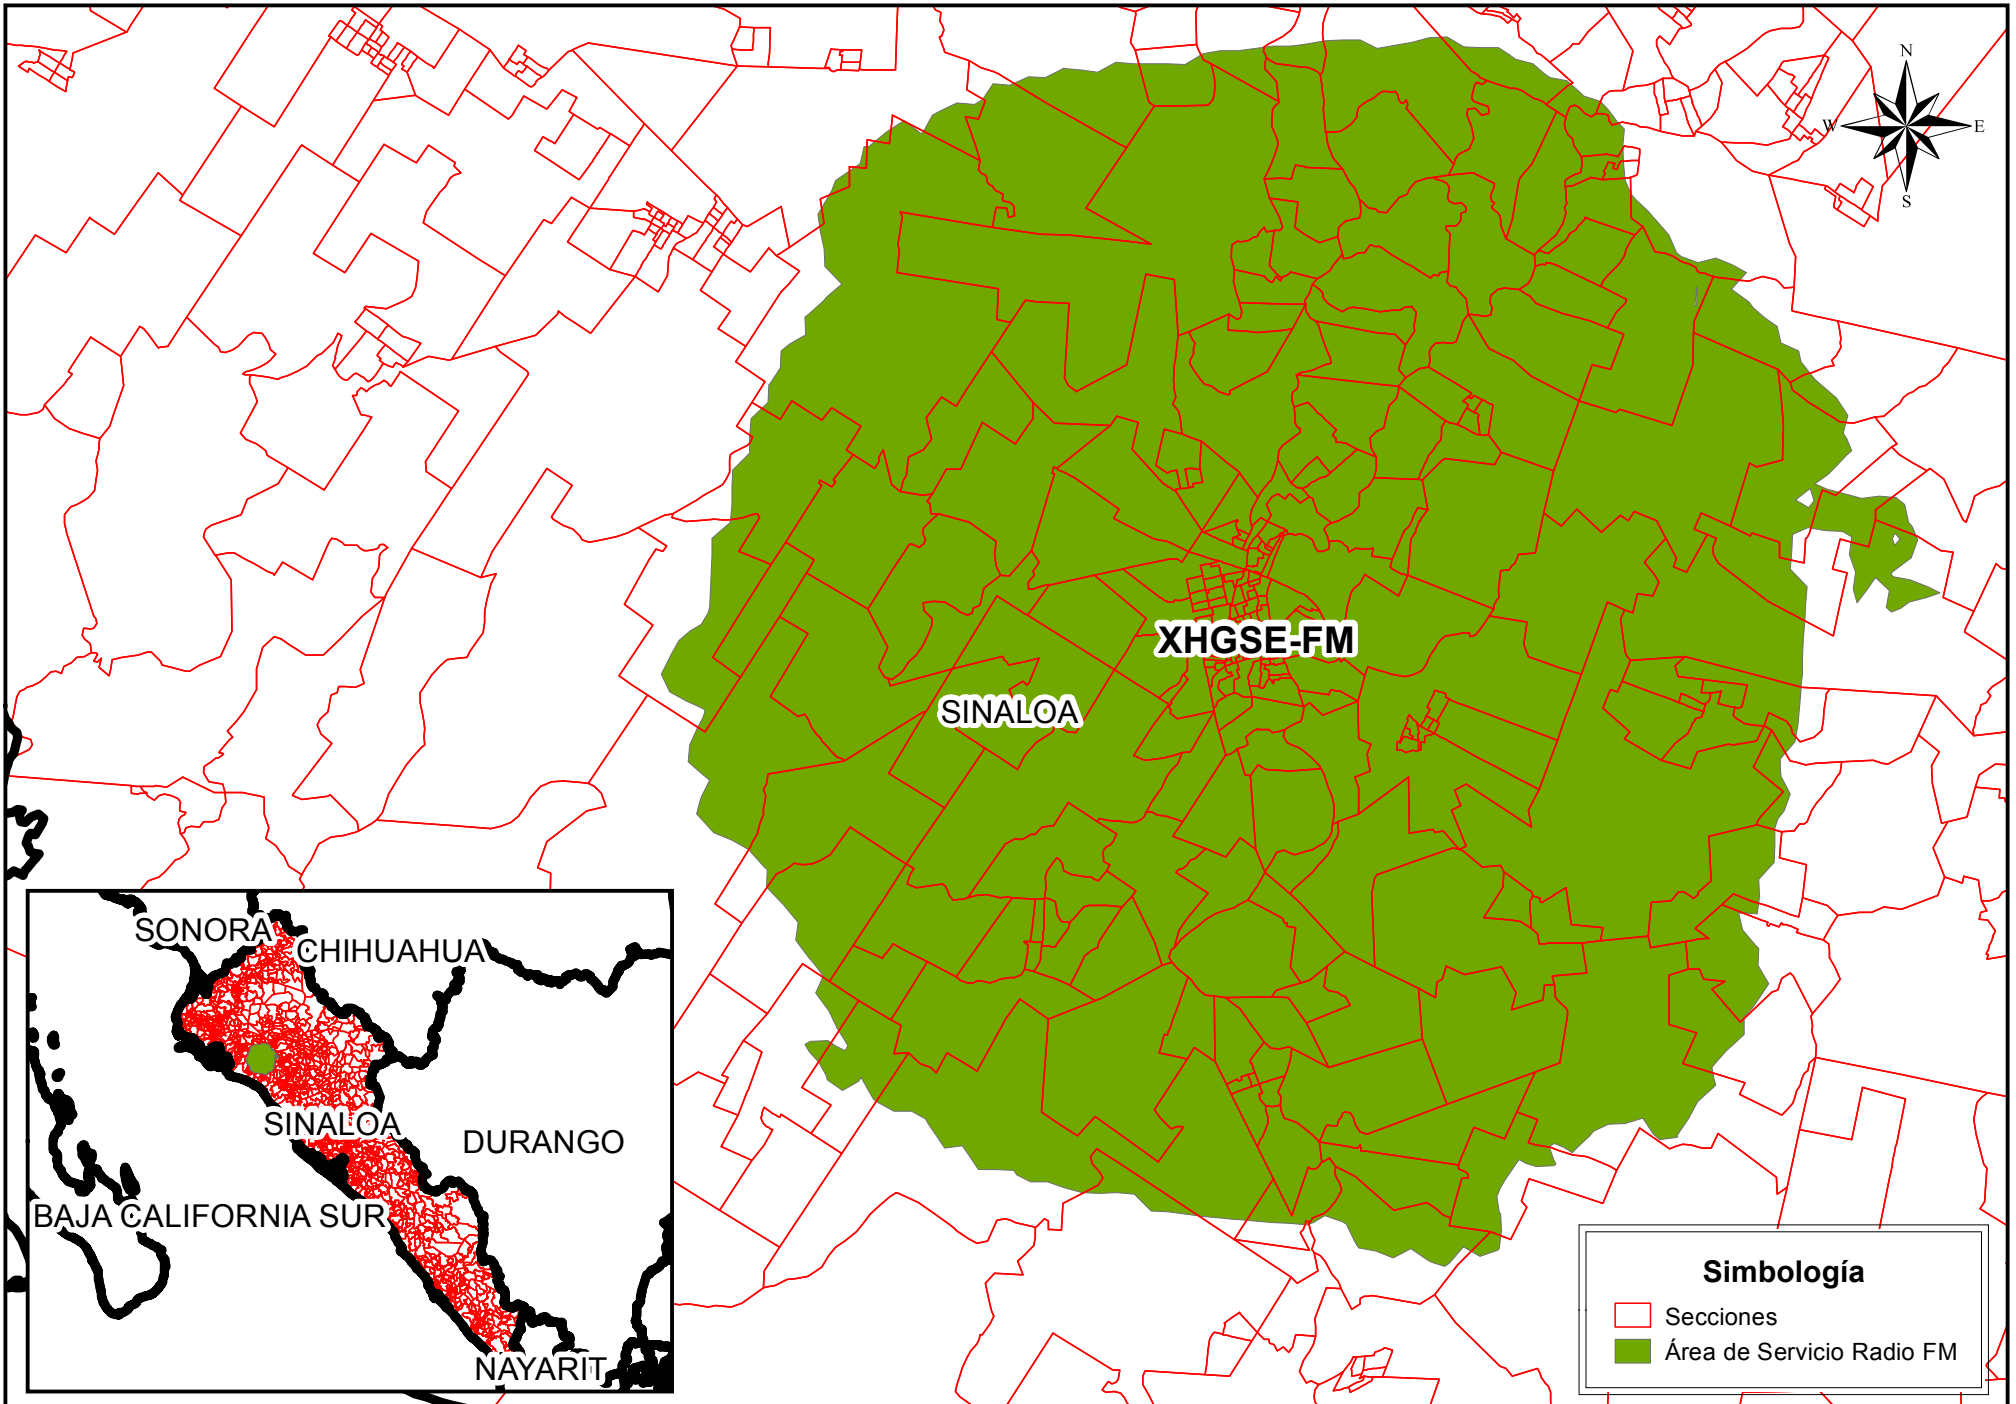 N
W
E
S
XHGSE-FM
SINALOA
SONORA
CHIHUAHUA
SINALOA
DURANGO
BAJA CALIFORNIA SUR
NAYARIT
Simbología
Secciones
Área de Servicio Radio FM